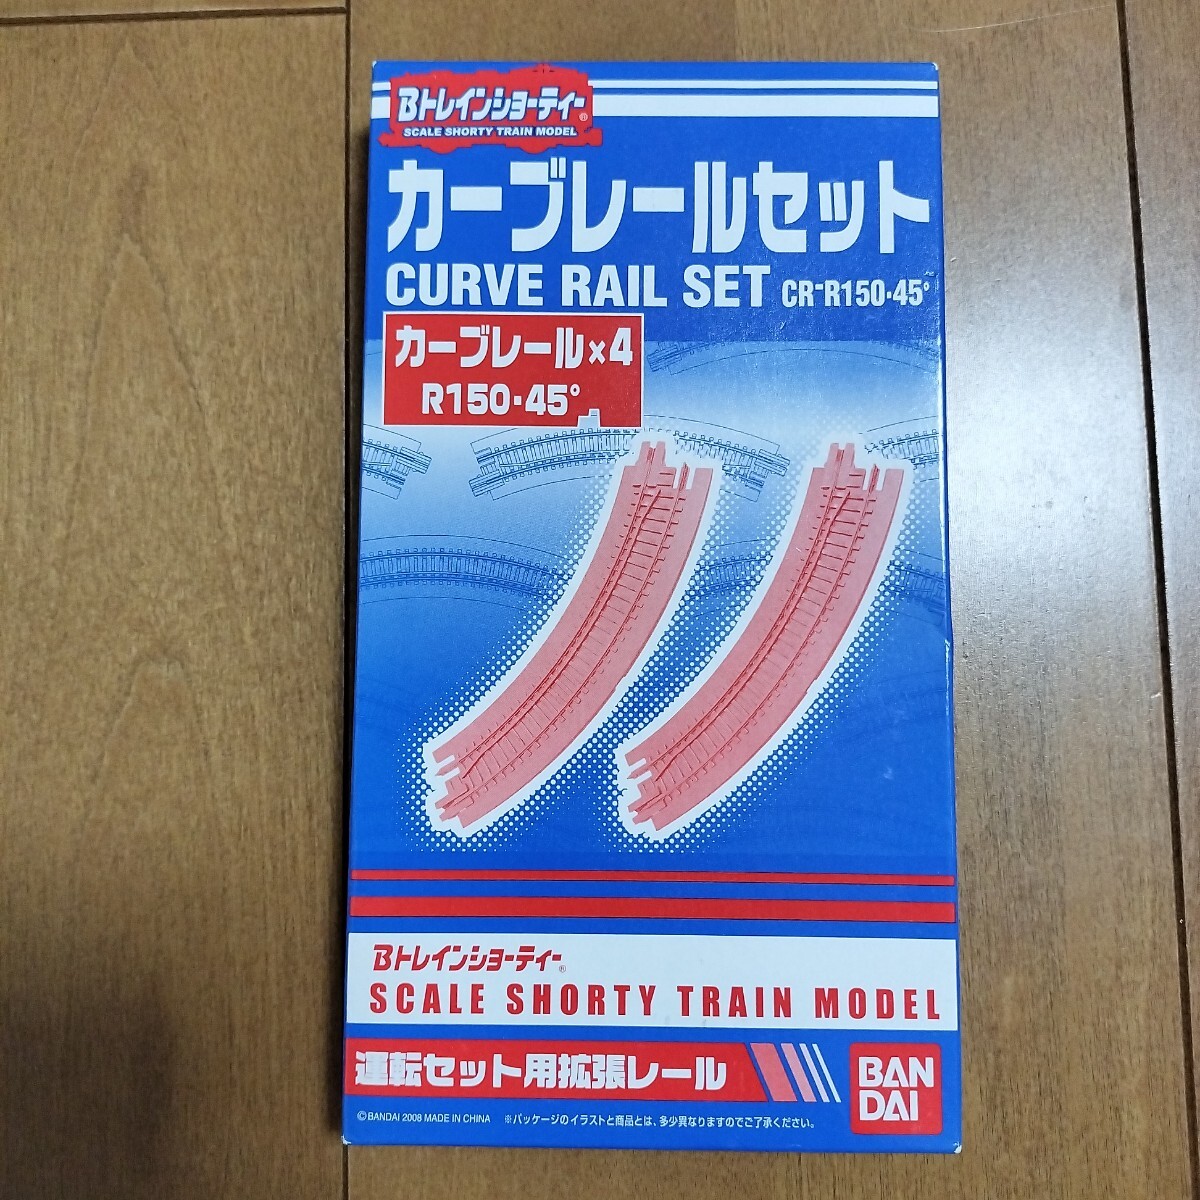 Bトレインショーティー®
SCALE SHORTY TRAIN MODEL
カーブレールセット
CURVE RAIL SET CR-R150・45°
カーブレール×4
R150・45°
Bトレインショーティー®
SCALE SHORTY TRAIN MODEL
運転セット用拡張レール
BAN
DAI
©BANDAI 2008 MADE IN CHINA ※パッケージのイラストと商品とは、多少異なりますのでご了承ください。